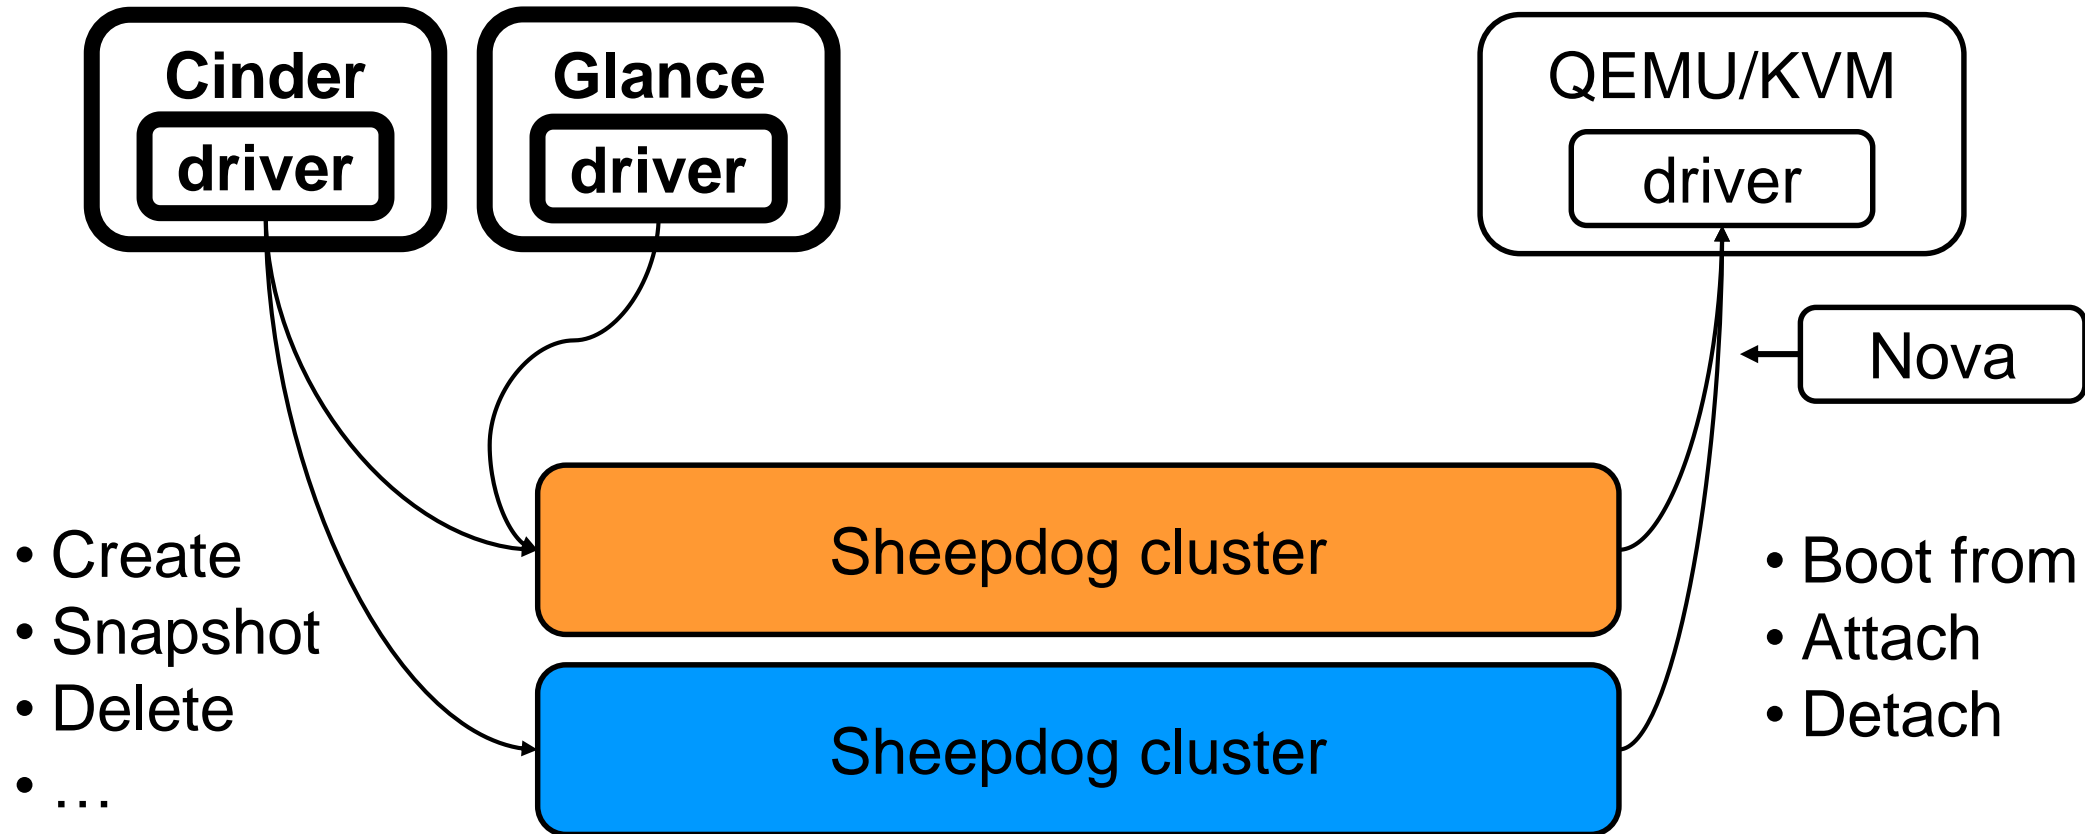 Cinder
driver
Glance
driver
QEMU/KVM
driver
Nova
Sheepdog cluster
Sheepdog cluster
• Create
• Snapshot
• Delete
• …
• Boot from
• Attach
• Detach